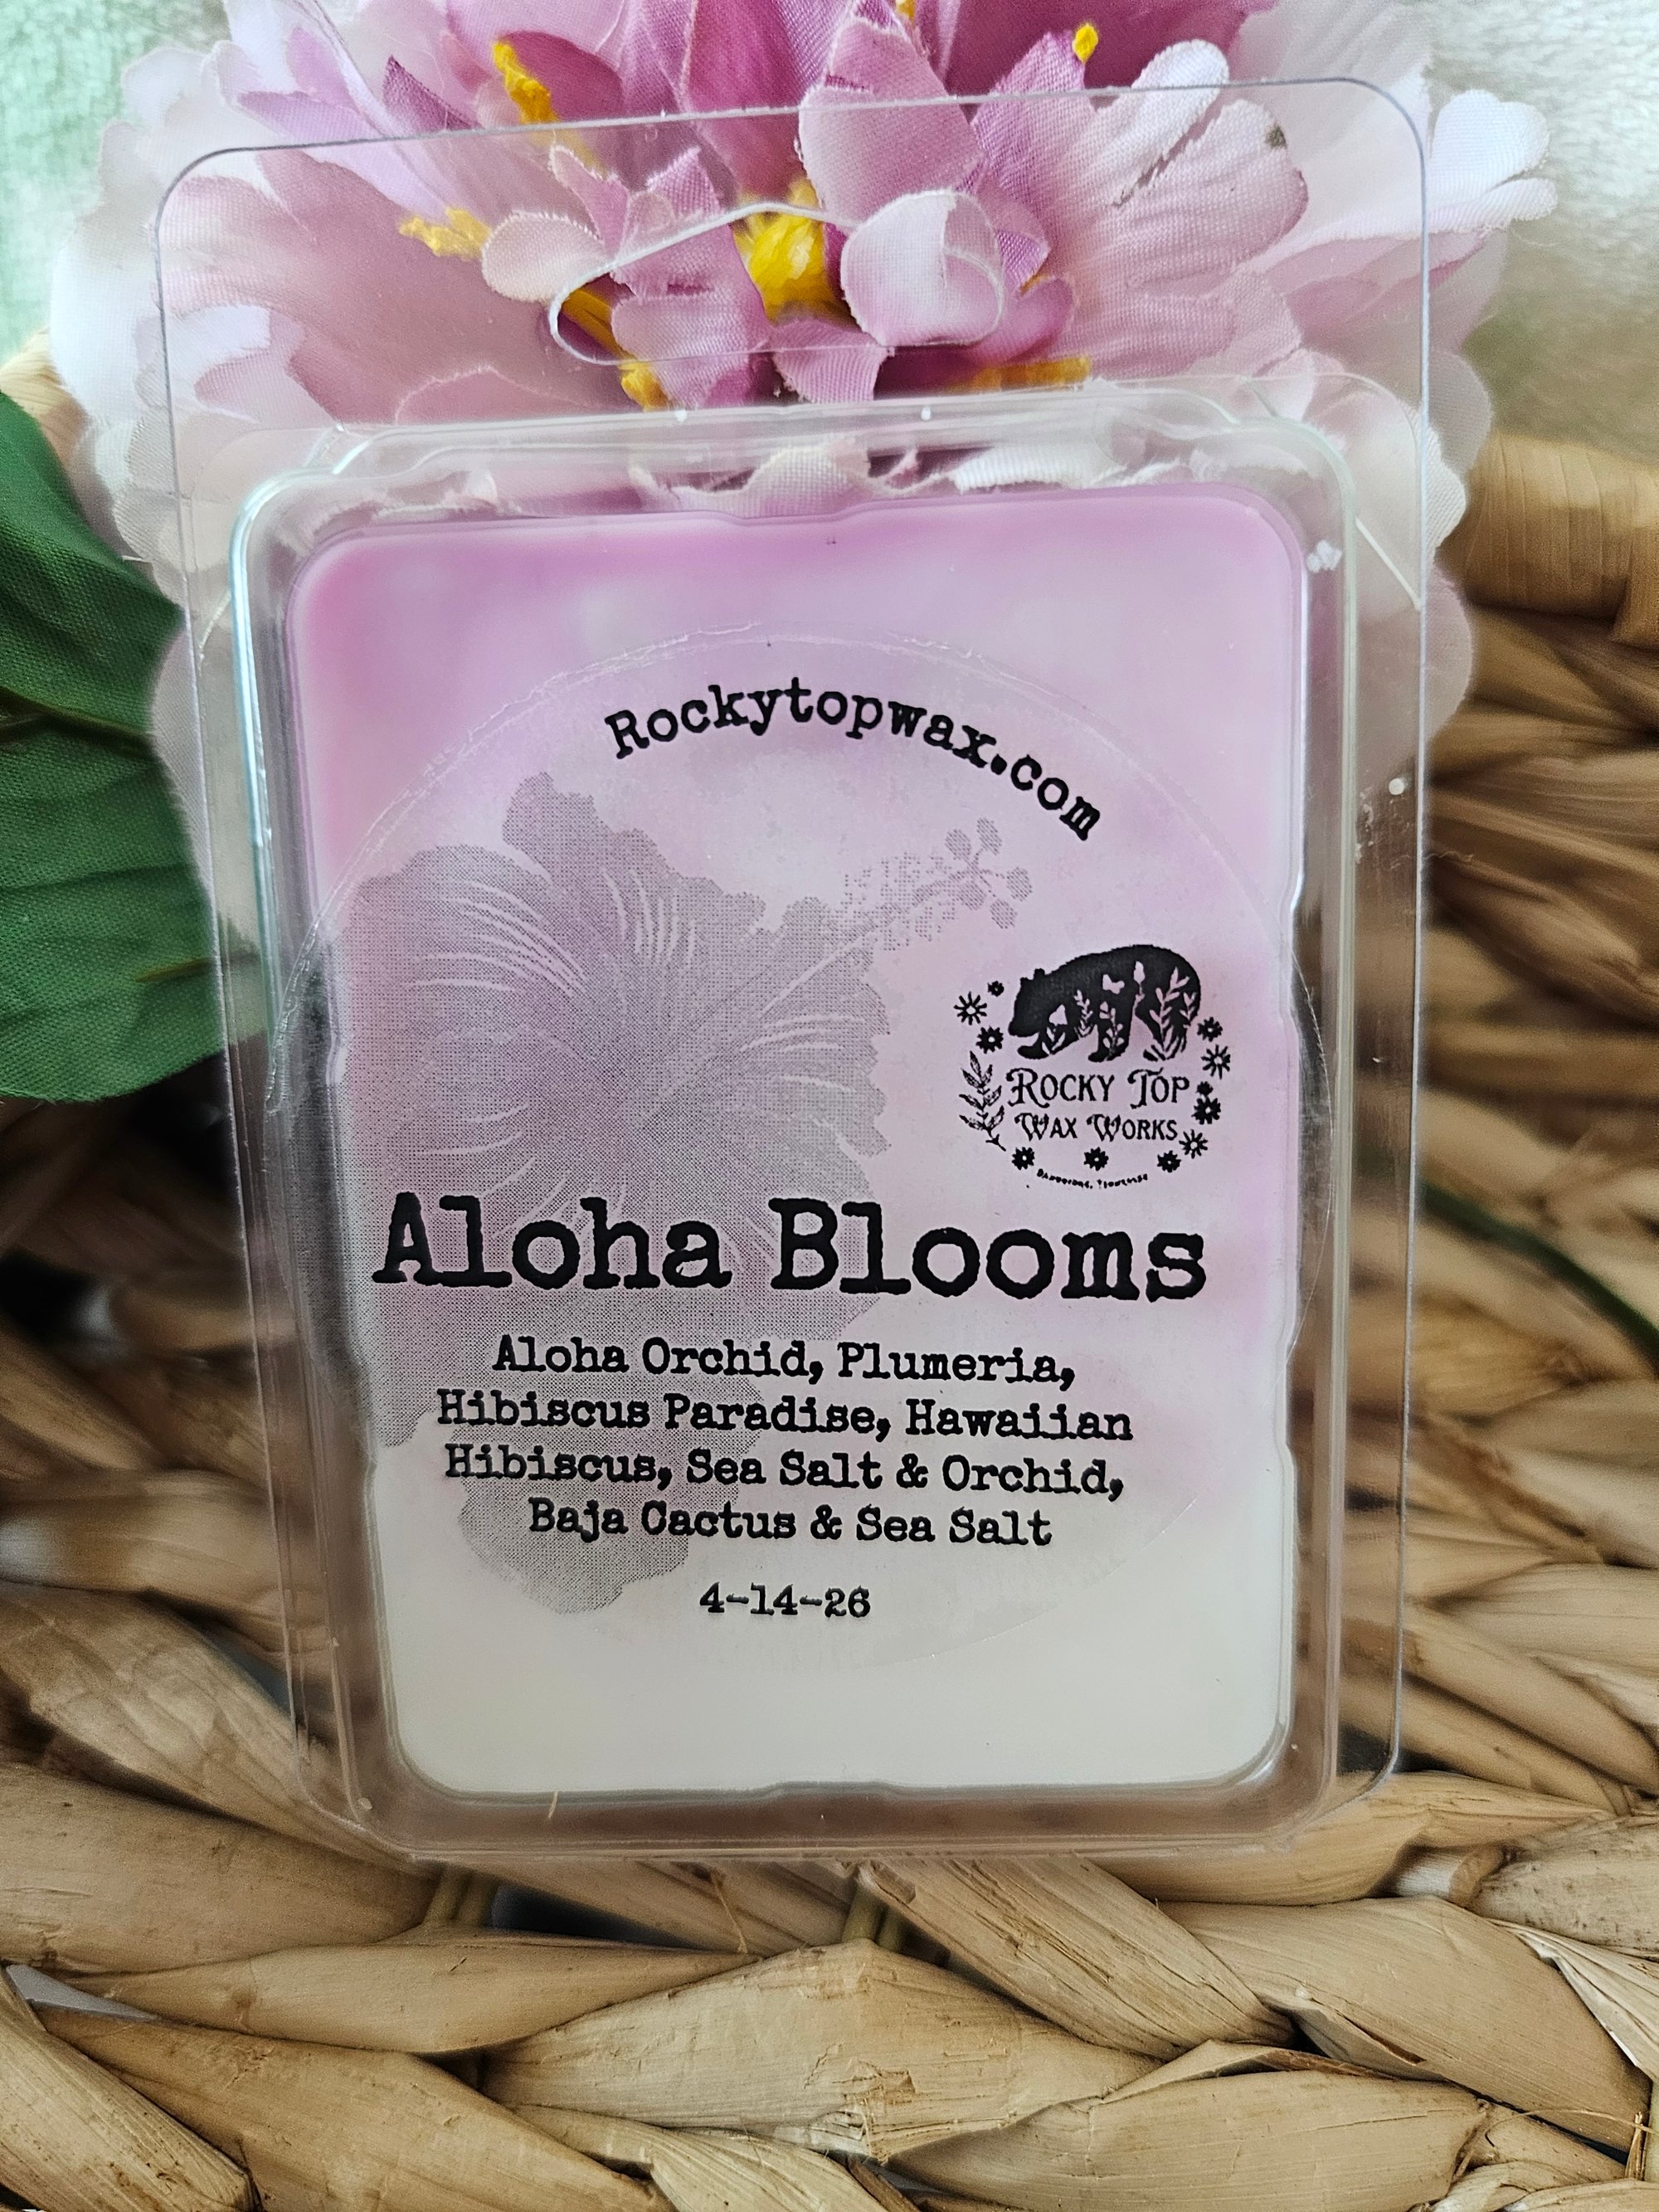 Rockytopwax.com
Rocky Top
Wax Works
Aloha Blooms
Aloha Orchid, Plumeria,
Hibiscus Paradise, Hawaiian
Hibiscus, Sea Salt & Orchid,
Baja Cactus & Sea Salt
4-14-26